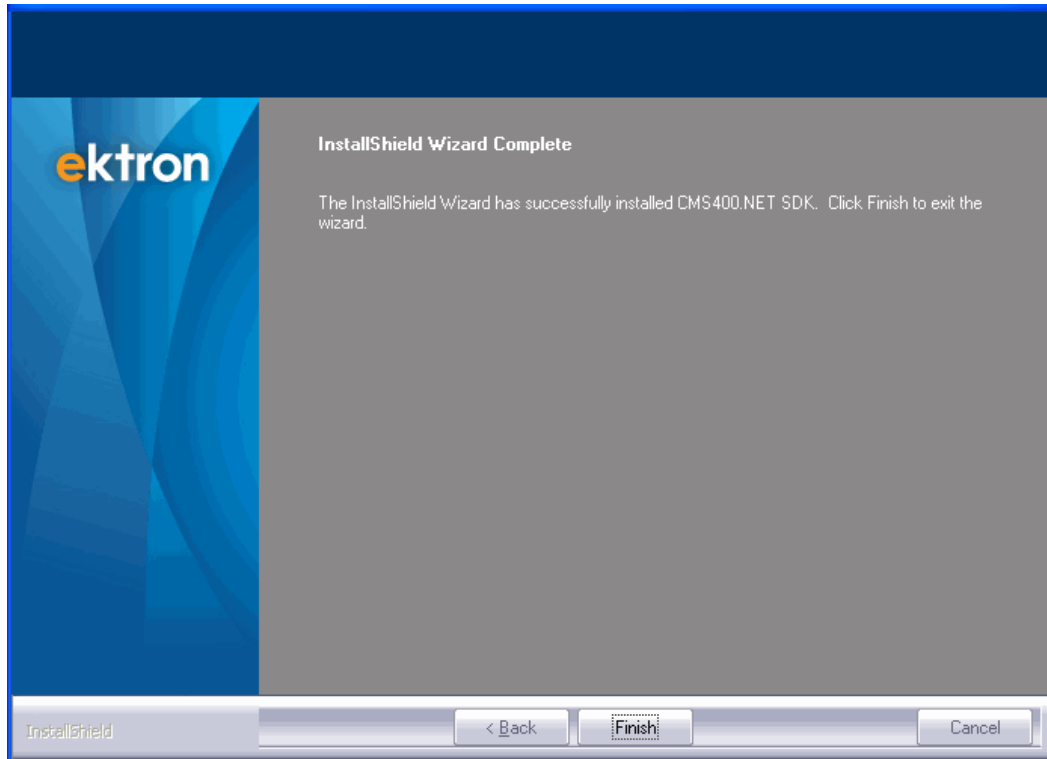 ektron
InstallShield Wizard Complete
The InstallShield Wizard has successfully installed CMS400.NET SDK.  Click Finish to exit the
wizard.
InstallShield
< Back
Finish
Cancel